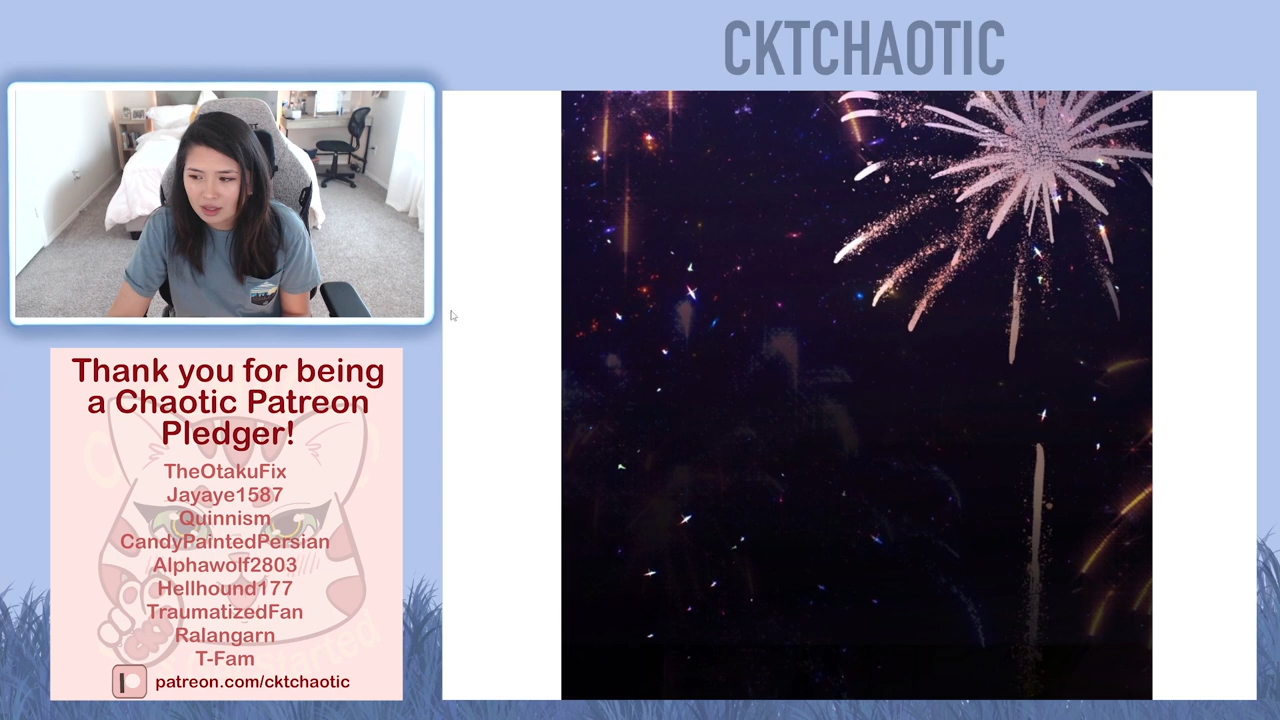 CKTCHAOTIC
Thank you for being
a Chaotic Patreon
Pledger!
TheOtakuFix
Jayaye1587
Quinnism
CandyPaintedPersian
Alphawolf2803
Hellhound177
TraumatizedFan
Ralangarn
T-Fam
patreon.com/cktchaotic